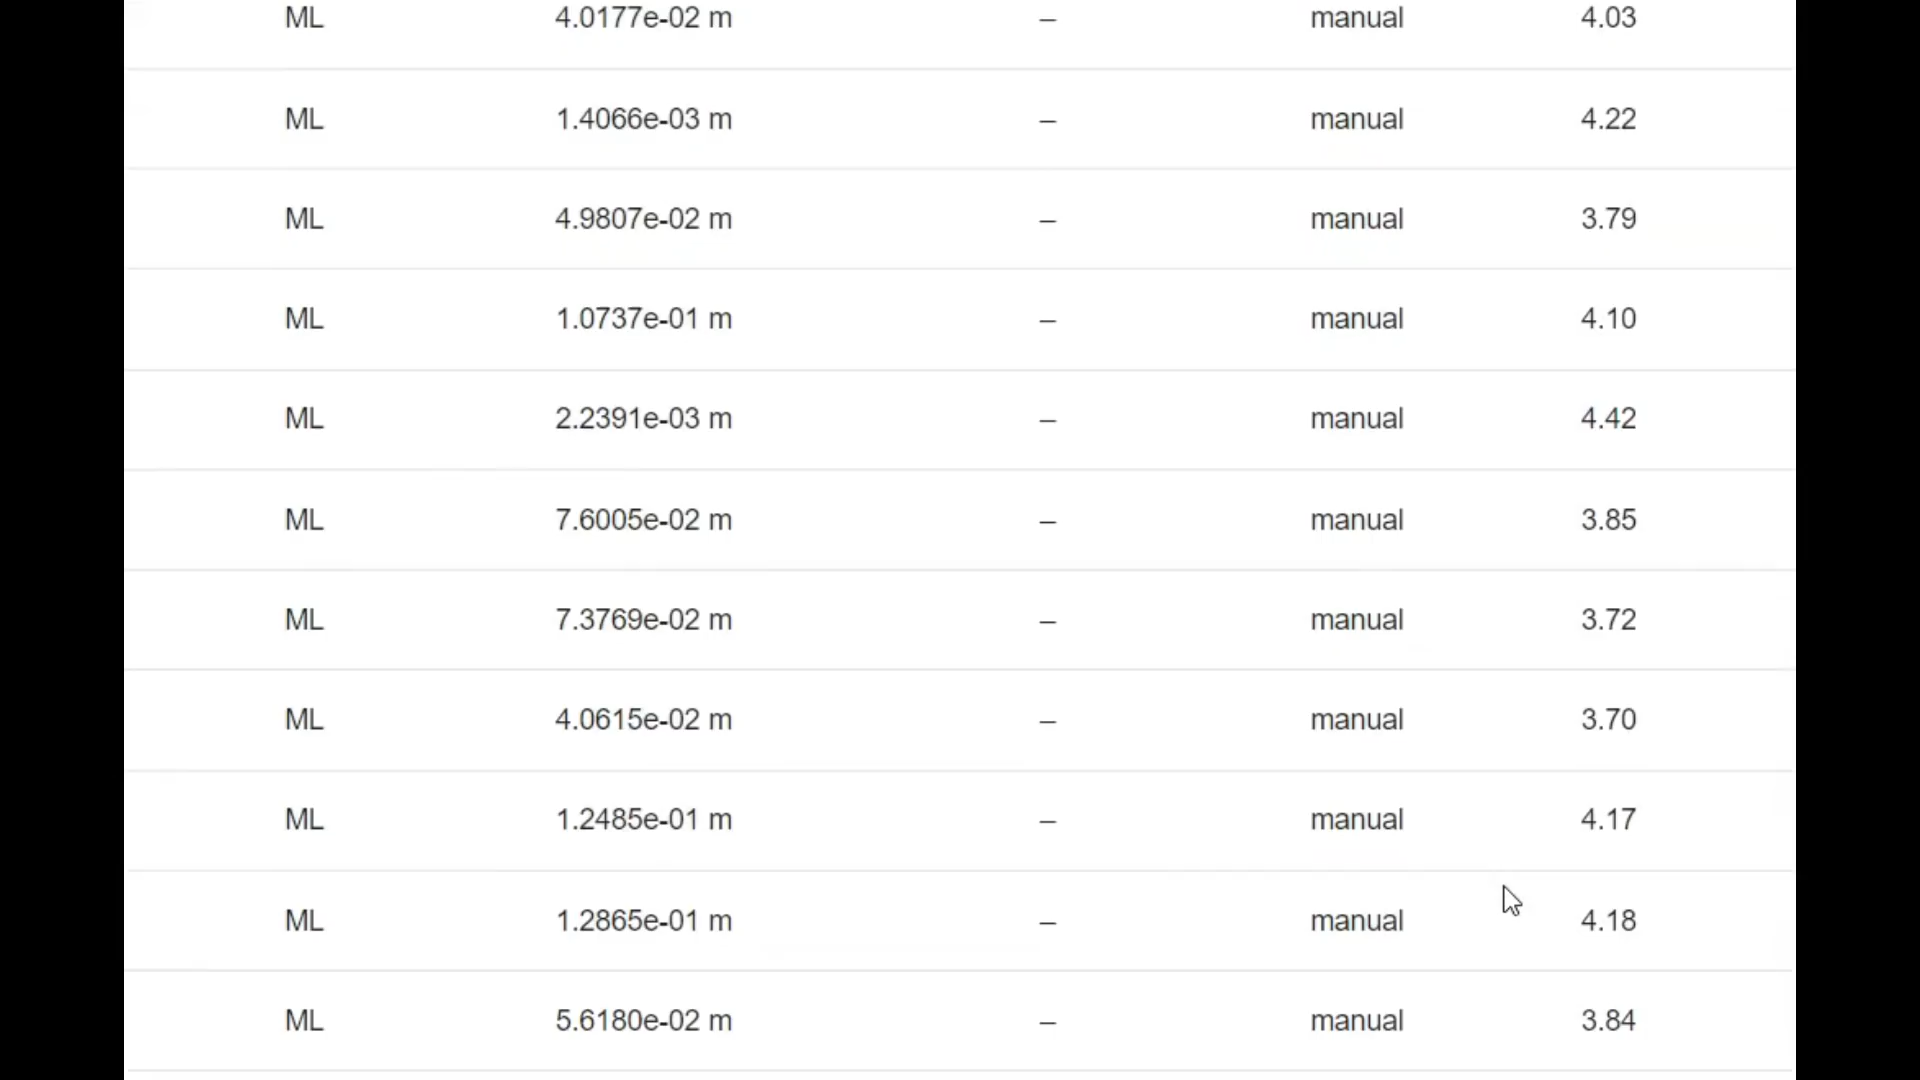 ML 4.0177e-02 m – manual 4.03
ML 1.4066e-03 m – manual 4.22
ML 4.9807e-02 m – manual 3.79
ML 1.0737e-01 m – manual 4.10
ML 2.2391e-03 m – manual 4.42
ML 7.6005e-02 m – manual 3.85
ML 7.3769e-02 m – manual 3.72
ML 4.0615e-02 m – manual 3.70
ML 1.2485e-01 m – manual 4.17
ML 1.2865e-01 m – manual 4.18
ML 5.6180e-02 m – manual 3.84